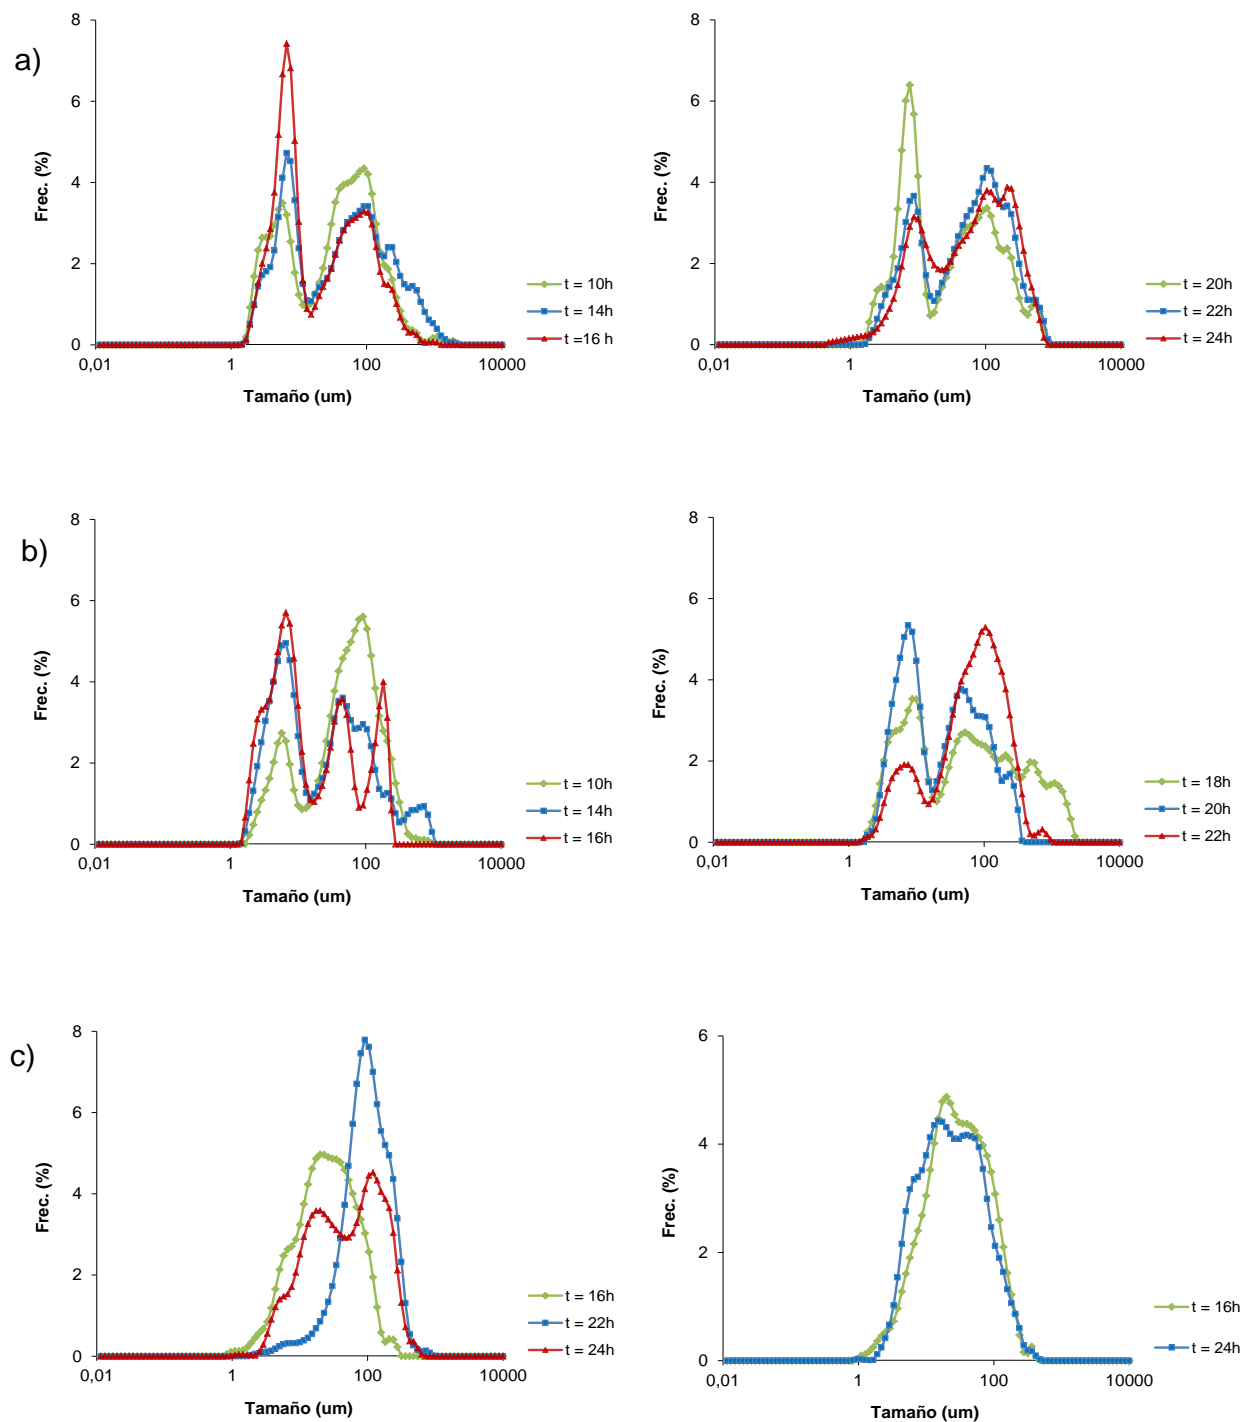 a)
8
6
4
2
0
Frec. (%)
0,01
1
100
10000
Tamaño (um)
t = 10h
t = 14h
t =16 h
8
6
4
2
0
Frec. (%)
0,01
1
100
10000
Tamaño (um)
t = 20h
t = 22h
t = 24h
b)
8
6
4
2
0
Frec. (%)
0,01
1
100
10000
Tamaño (um)
t = 10h
t = 14h
t = 16h
8
6
4
2
0
Frec. (%)
0,01
1
100
10000
Tamaño (um)
t = 18h
t = 20h
t = 22h
c)
8
6
4
2
0
Frec. (%)
0,01
1
100
10000
Tamaño (um)
t = 16h
t = 22h
t = 24h
6
4
2
0
Frec. (%)
0,01
1
100
10000
Tamaño (um)
t = 16h
t = 24h